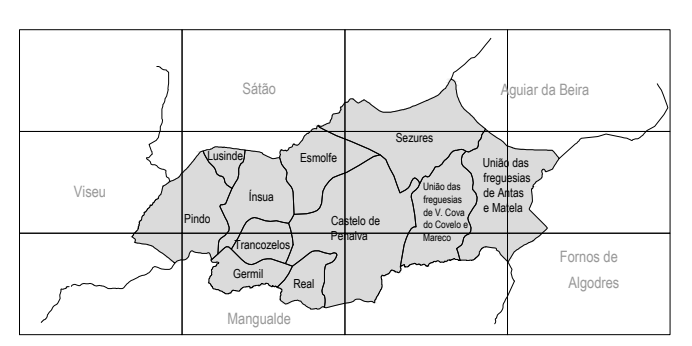 Sátão
Aguiar da Beira
Sezures
Lusinde
Esmolfe
União das
freguesias
de Antas
e Matela
Viseu
Ínsua
União das
freguesias
de V. Cova
do Covelo e
Mareco
Pindo
Castelo de
Penalva
Trancozelos
Fornos de
Algodres
Germil
Real
Mangualde